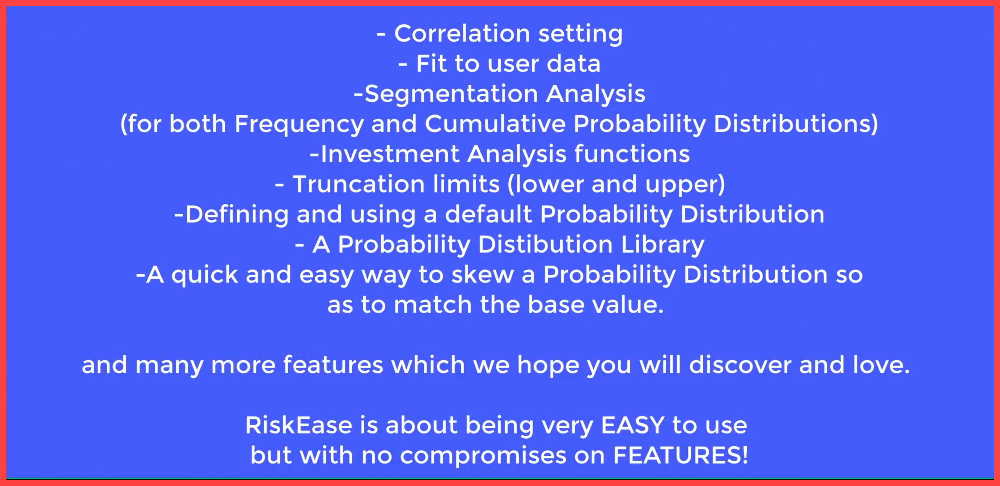 - Correlation setting
- Fit to user data
-Segmentation Analysis
(for both Frequency and Cumulative Probability Distributions)
-Investment Analysis functions
- Truncation limits (lower and upper)
-Defining and using a default Probability Distribution
- A Probability Distibution Library
-A quick and easy way to skew a Probability Distribution so
as to match the base value.
and many more features which we hope you will discover and love.
RiskEase is about being very EASY to use
but with no compromises on FEATURES!